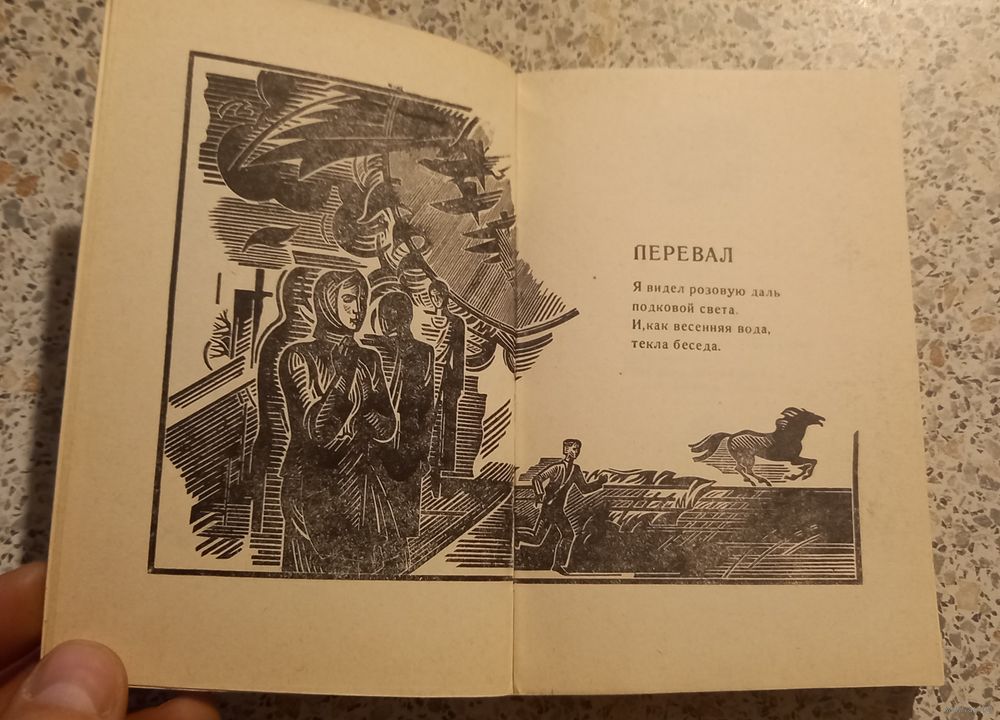 ПЕРЕВАЛ
Я видел розовую даль
подковой света.
И,как весенняя вода,
текла беседа.